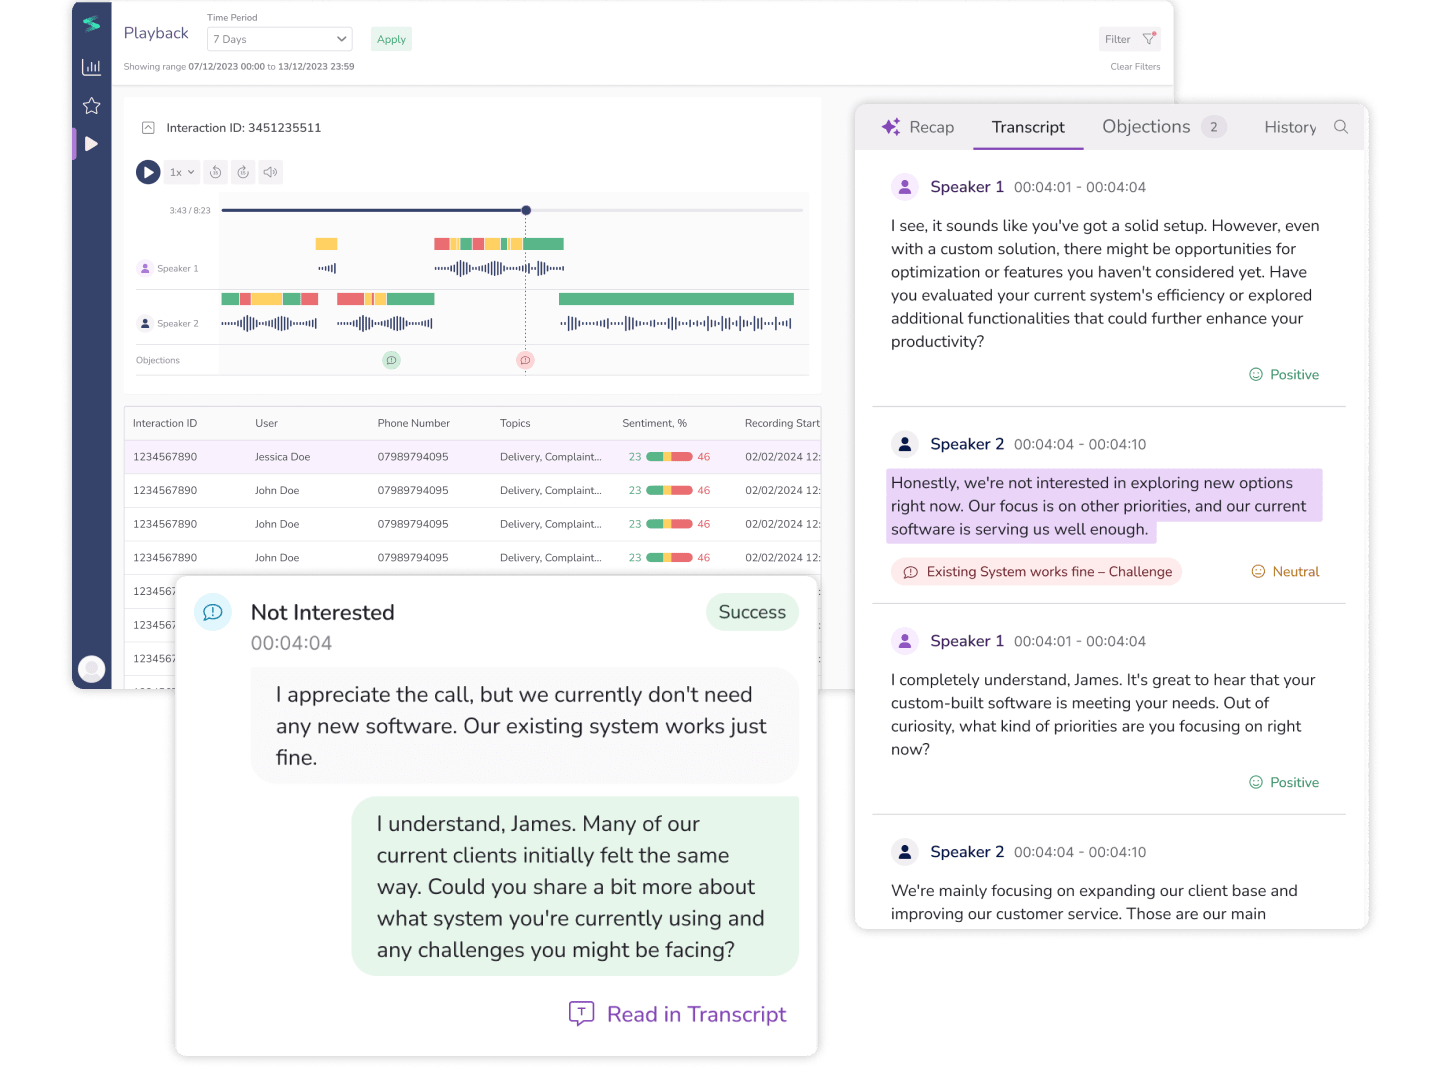 Playback
Time Period
7 Days
Apply
Filter
Showing range 07/12/2023 00:00 to 13/12/2023 23:59
Clear Filters
Interaction ID: 3451235511
1x
3:43 / 8:23
Speaker 1
Speaker 2
Objections
Interaction ID User Phone Number Topics Sentiment, % Recording Start
1234567890 Jessica Doe 07989794095 Delivery, Complaint... 23 46 02/02/2024 12:
1234567890 John Doe 07989794095 Delivery, Complaint... 23 46 02/02/2024 12:
1234567890 John Doe 07989794095 Delivery, Complaint... 23 46 02/02/2024 12:
1234567890 John Doe 07989794095 Delivery, Complaint... 23 46 02/02/2024 12:
123456
123456
123456
Not Interested
Success
00:04:04
I appreciate the call, but we currently don't need
any new software. Our existing system works just
fine.
I understand, James. Many of our
current clients initially felt the same
way. Could you share a bit more about
what system you're currently using and
any challenges you might be facing?
T
Read in Transcript
Recap Transcript Objections 2 History
Speaker 1 00:04:01 - 00:04:04
I see, it sounds like you've got a solid setup. However, even
with a custom solution, there might be opportunities for
optimization or features you haven't considered yet. Have
you evaluated your current system's efficiency or explored
additional functionalities that could further enhance your
productivity?
Positive
Speaker 2 00:04:04 - 00:04:10
Honestly, we're not interested in exploring new options
right now. Our focus is on other priorities, and our current
software is serving us well enough.
Existing System works fine – Challenge
Neutral
Speaker 1 00:04:01 - 00:04:04
I completely understand, James. It's great to hear that your
custom-built software is meeting your needs. Out of
curiosity, what kind of priorities are you focusing on right
now?
Positive
Speaker 2 00:04:04 - 00:04:10
We're mainly focusing on expanding our client base and
improving our customer service. Those are our main